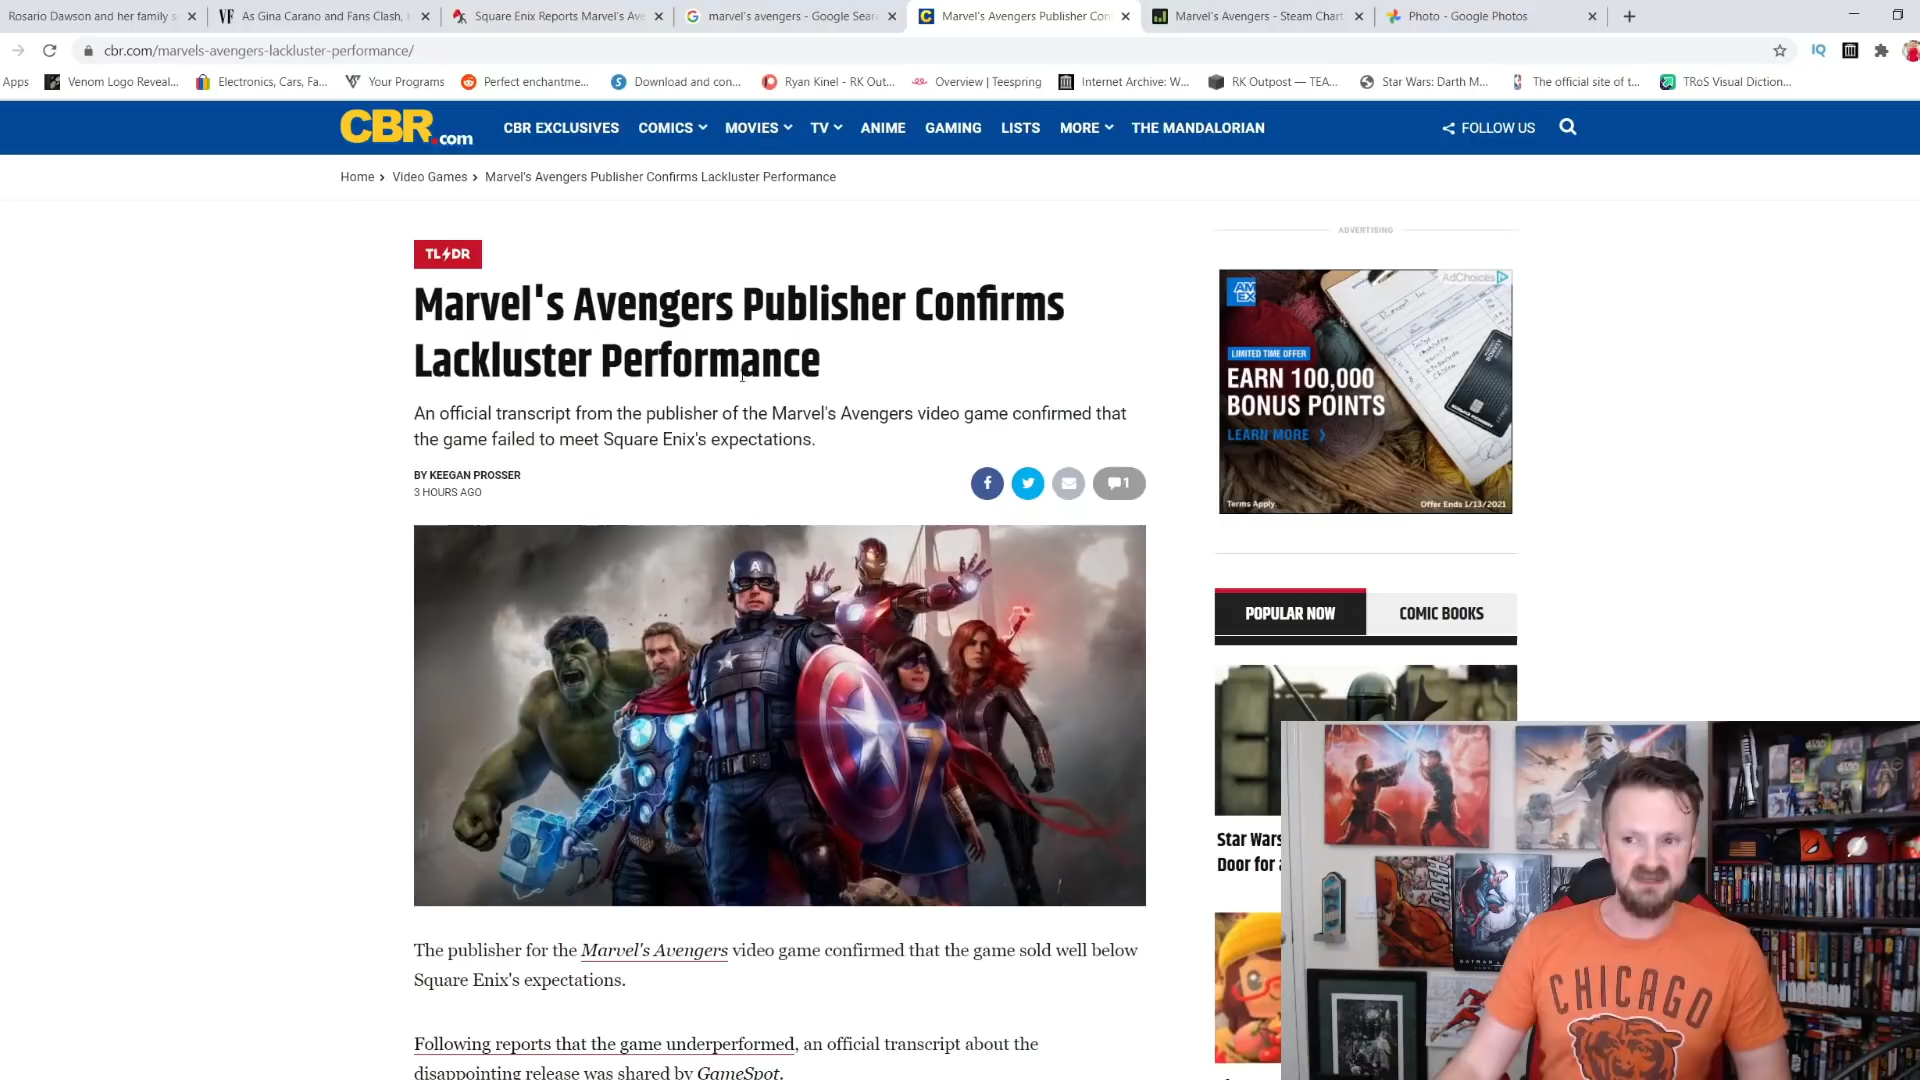 Rosario Dawson and her family s
VF As Gina Carano and Fans Clash,
Square Enix Reports Marvel's Ave
marvel's avengers - Google Sear
Marvel's Avengers Publisher Con
Marvel's Avengers - Steam Chart
Photo - Google Photos
cbr.com/marvels-avengers-lackluster-performance/
IQ
Apps
Venom Logo Reveal...
Electronics, Cars, Fa...
Your Programs
Perfect enchantme...
Download and con...
Ryan Kinel - RK Out...
Overview | Teespring
Internet Archive: W...
RK Outpost — TEA...
Star Wars: Darth M...
The official site of t...
TRoS Visual Diction...
CBR.com
CBR EXCLUSIVES COMICS MOVIES TV ANIME GAMING LISTS MORE THE MANDALORIAN
FOLLOW US
Home > Video Games > Marvel's Avengers Publisher Confirms Lackluster Performance
TL DR
Marvel's Avengers Publisher Confirms
Lackluster Performance
An official transcript from the publisher of the Marvel's Avengers video game confirmed that
the game failed to meet Square Enix's expectations.
BY KEEGAN PROSSER
3 HOURS AGO
1
The publisher for the Marvel's Avengers video game confirmed that the game sold well below
Square Enix's expectations.
Following reports that the game underperformed, an official transcript about the
disappointing release was shared by GameSpot.
ADVERTISING
AdChoices
AM
EX
LIMITED TIME OFFER
EARN 100,000
BONUS POINTS
LEARN MORE
Terms Apply.
Offer Ends 1/13/2021
POPULAR NOW
COMIC BOOKS
Star Wars
Door for a
CHICAGO